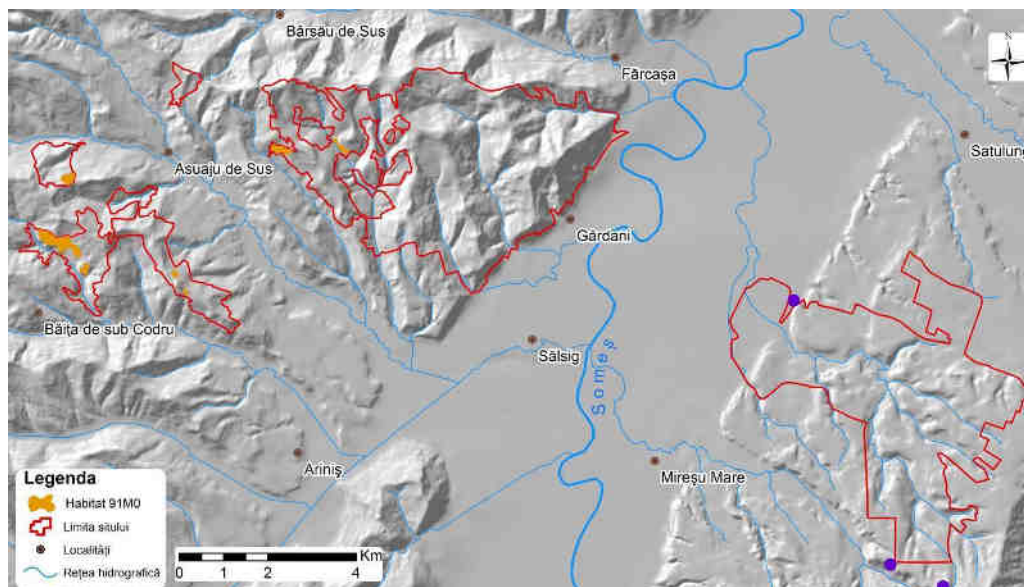 Bârsău de Sus
N
Fărcașa
Satulung
Asuaju de Sus
Gârdani
Băița de sub Codru
Sălsig
Someș
Ariniș
Mireșu Mare
Legenda
Habitat 91M0
Limita sitului
Localități
Rețea hidrografică
Km
0 1 2 4